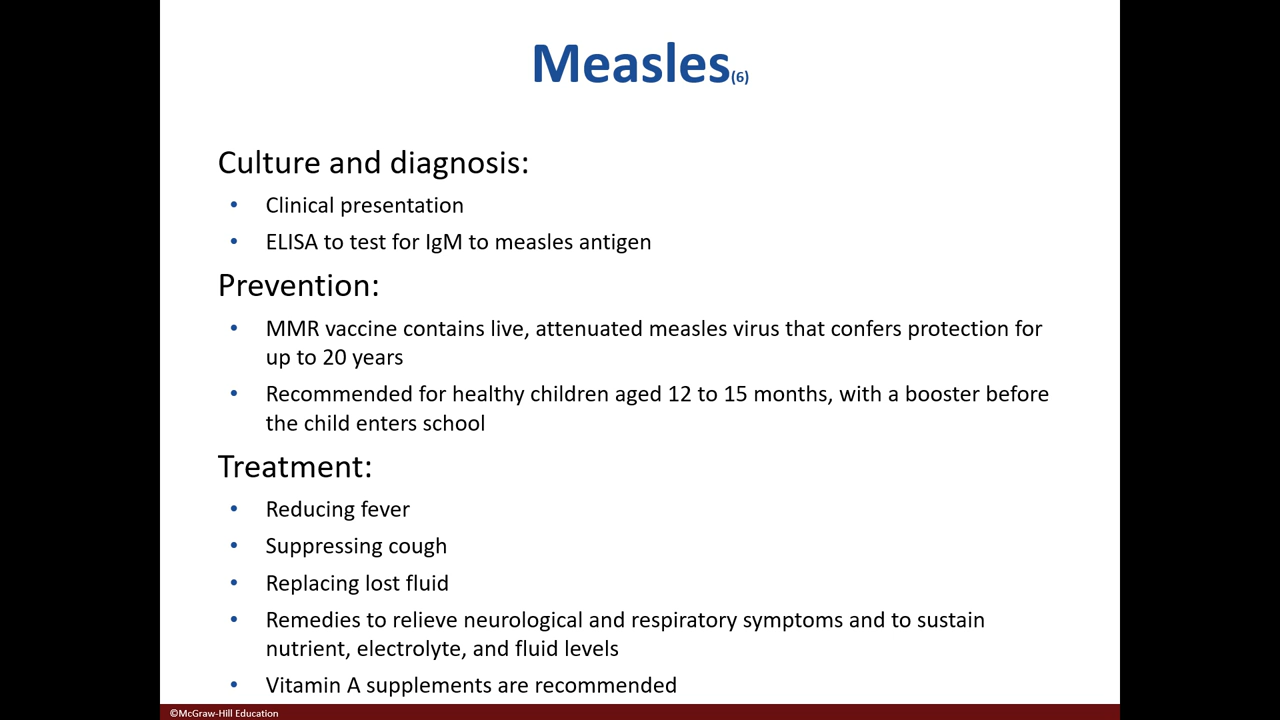 Measles(6)
Culture and diagnosis:
• Clinical presentation
• ELISA to test for IgM to measles antigen
Prevention:
• MMR vaccine contains live, attenuated measles virus that confers protection for
up to 20 years
• Recommended for healthy children aged 12 to 15 months, with a booster before
the child enters school
Treatment:
• Reducing fever
• Suppressing cough
• Replacing lost fluid
• Remedies to relieve neurological and respiratory symptoms and to sustain
nutrient, electrolyte, and fluid levels
• Vitamin A supplements are recommended
©McGraw-Hill Education